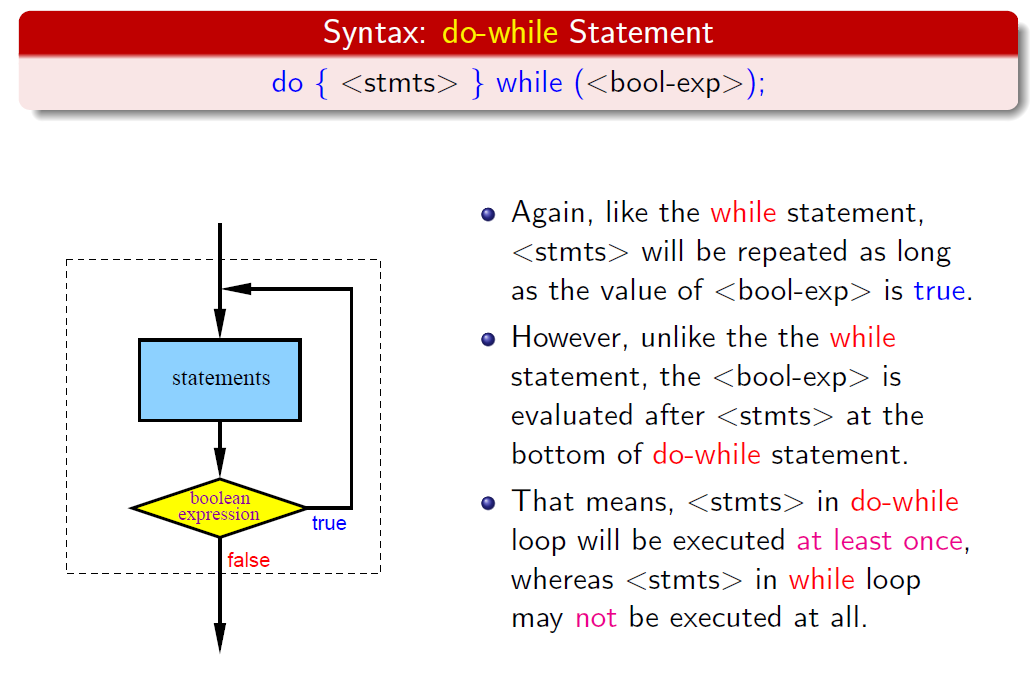 Syntax: do-while Statement
do { <stmts> } while (<bool-exp>);
Again, like the while statement,
<stmts> will be repeated as long
as the value of <bool-exp> is true.
However, unlike the the while
statement, the <bool-exp> is
evaluated after <stmts> at the
bottom of do-while statement.
That means, <stmts> in do-while
loop will be executed at least once,
whereas <stmts> in while loop
may not be executed at all.
statements
boolean
expression
true
false